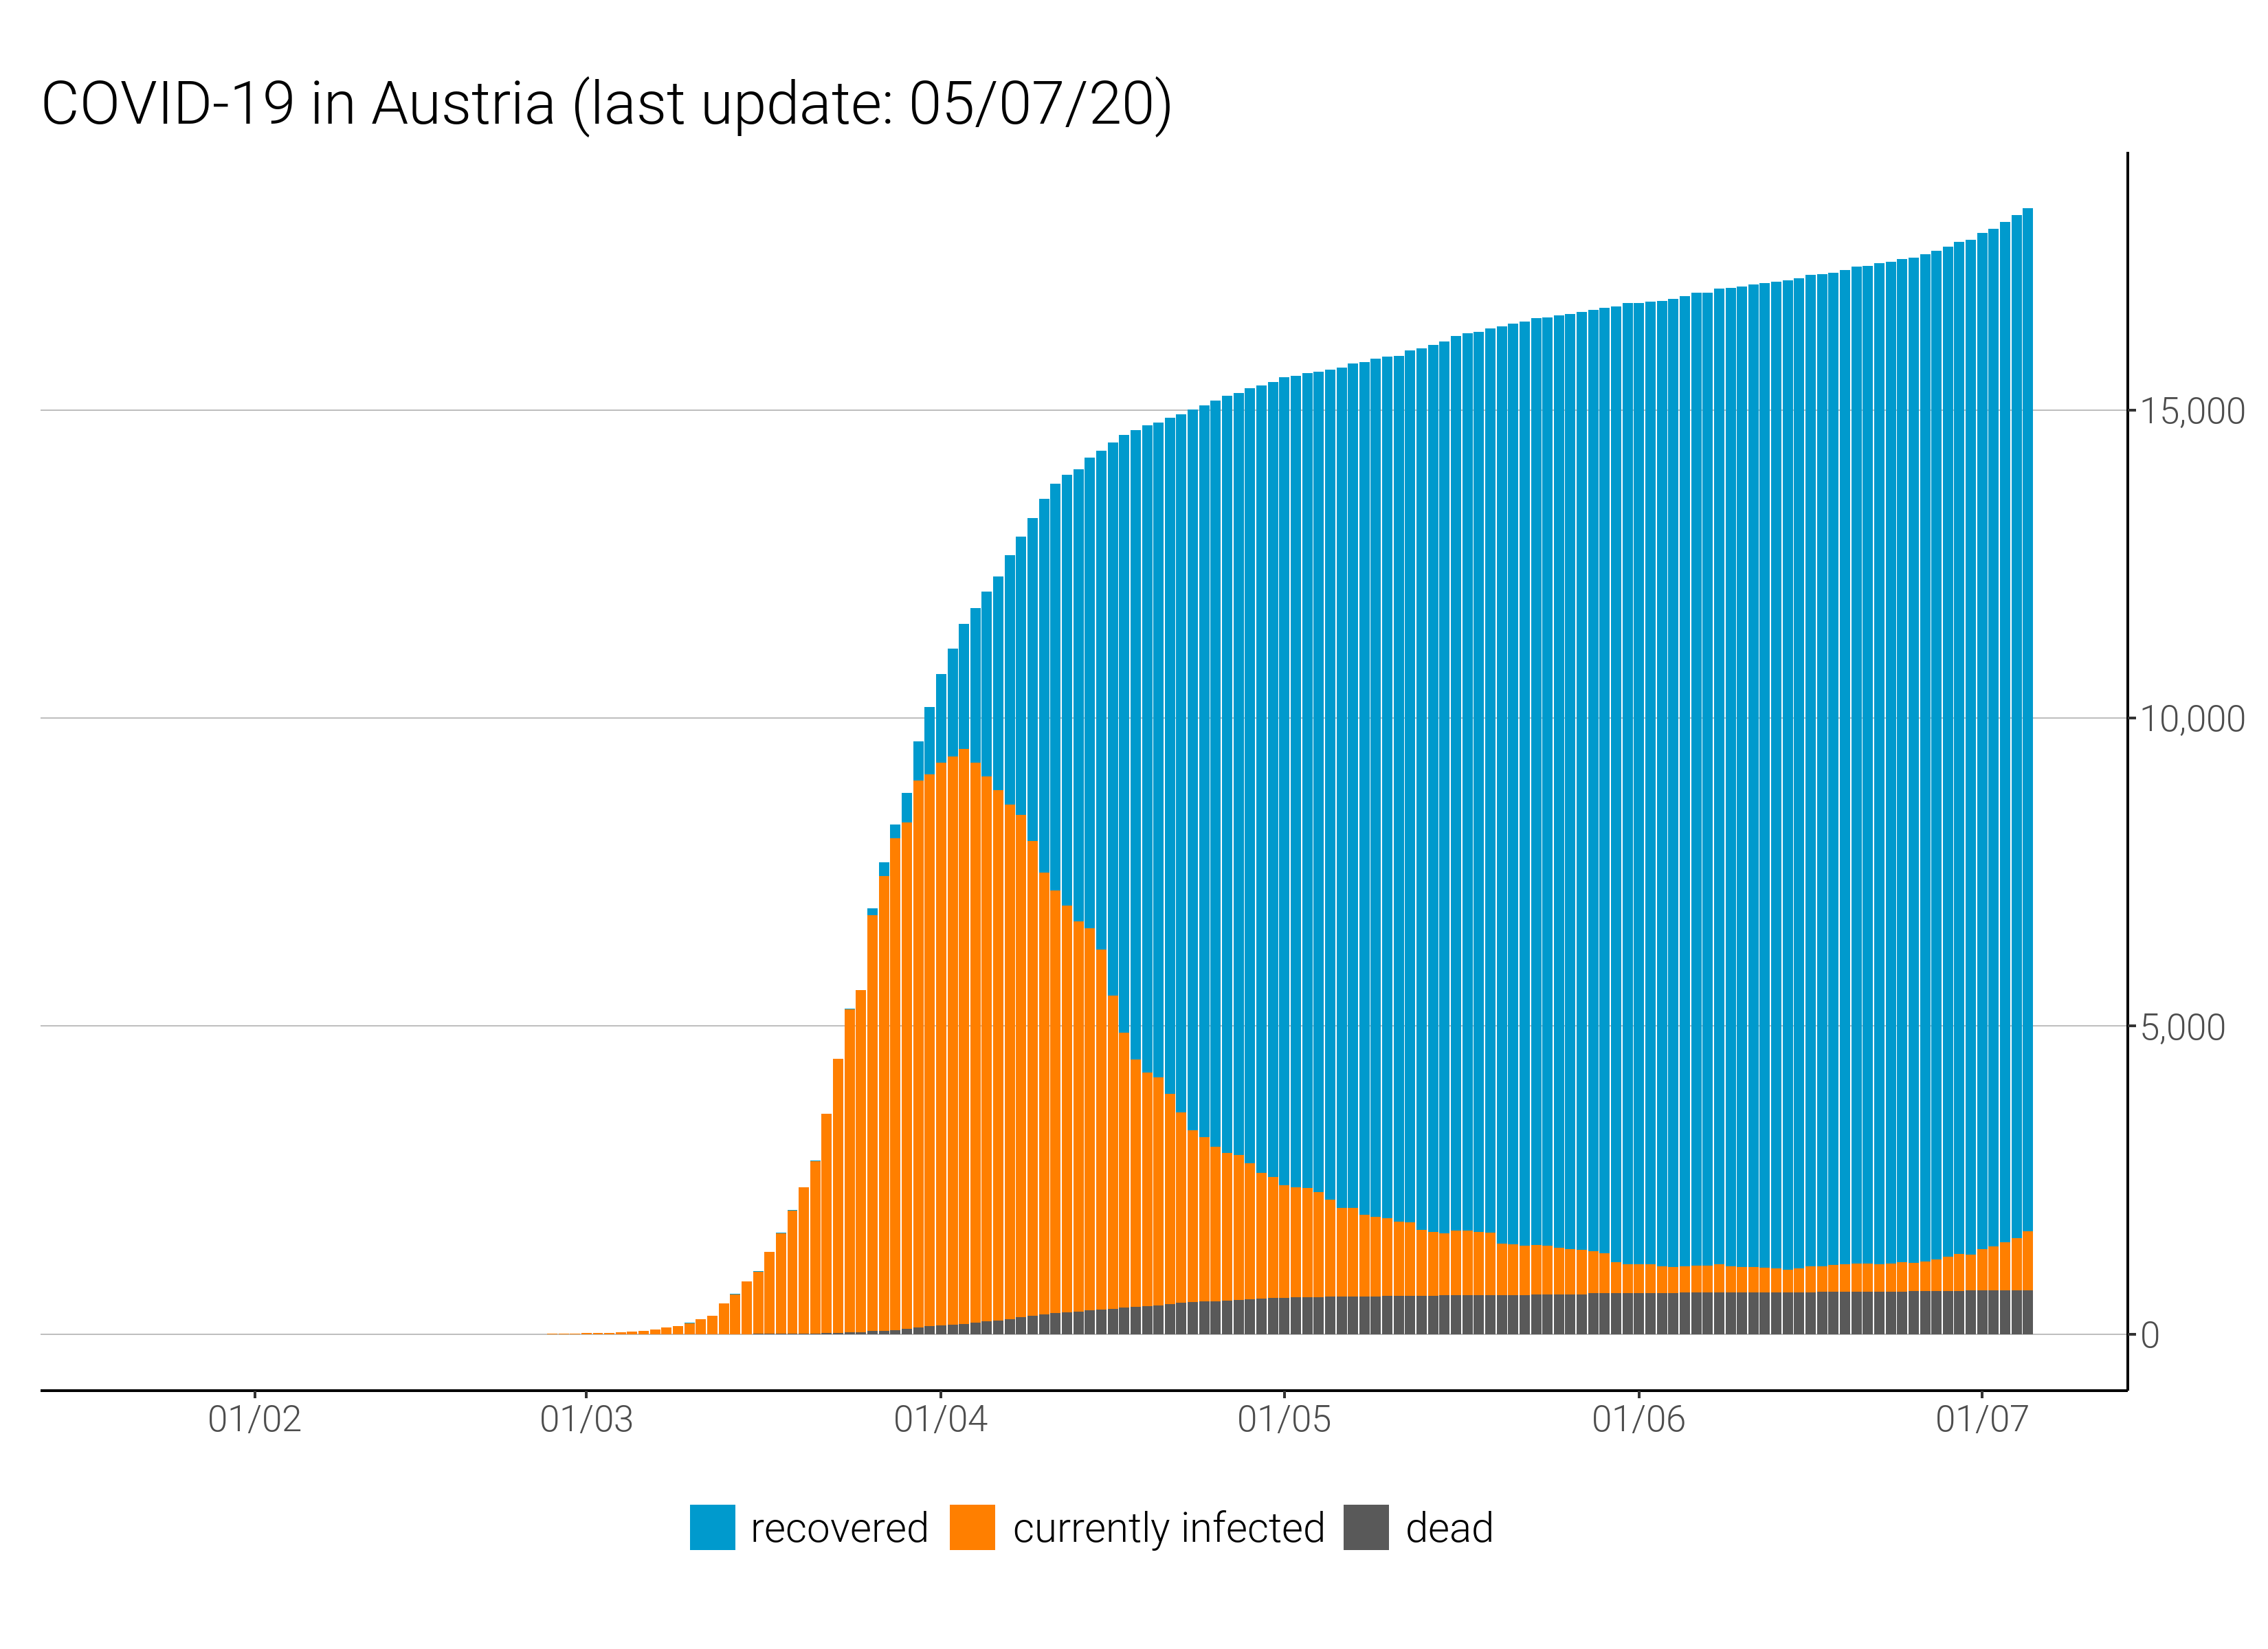 COVID-19 in Austria (last update: 05/07/20)
15,000
10,000
5,000
0
01/02 01/03 01/04 01/05 01/06 01/07
recovered currently infected dead